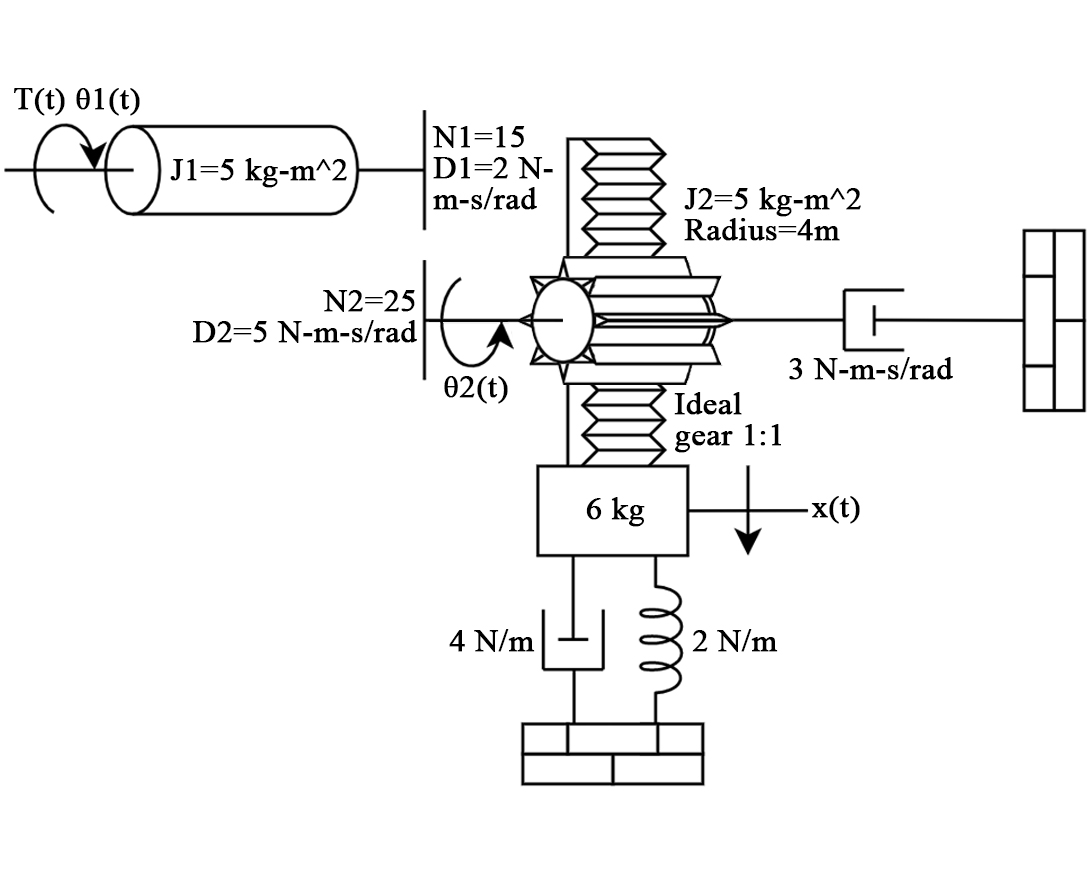 T(t) θ1(t)
J1=5 kg-m^2
N1=15
D1=2 N-
m-s/rad
J2=5 kg-m^2
Radius=4m
N2=25
D2=5 N-m-s/rad
θ2(t)
3 N-m-s/rad
Ideal
gear 1:1
6 kg
x(t)
4 N/m
2 N/m